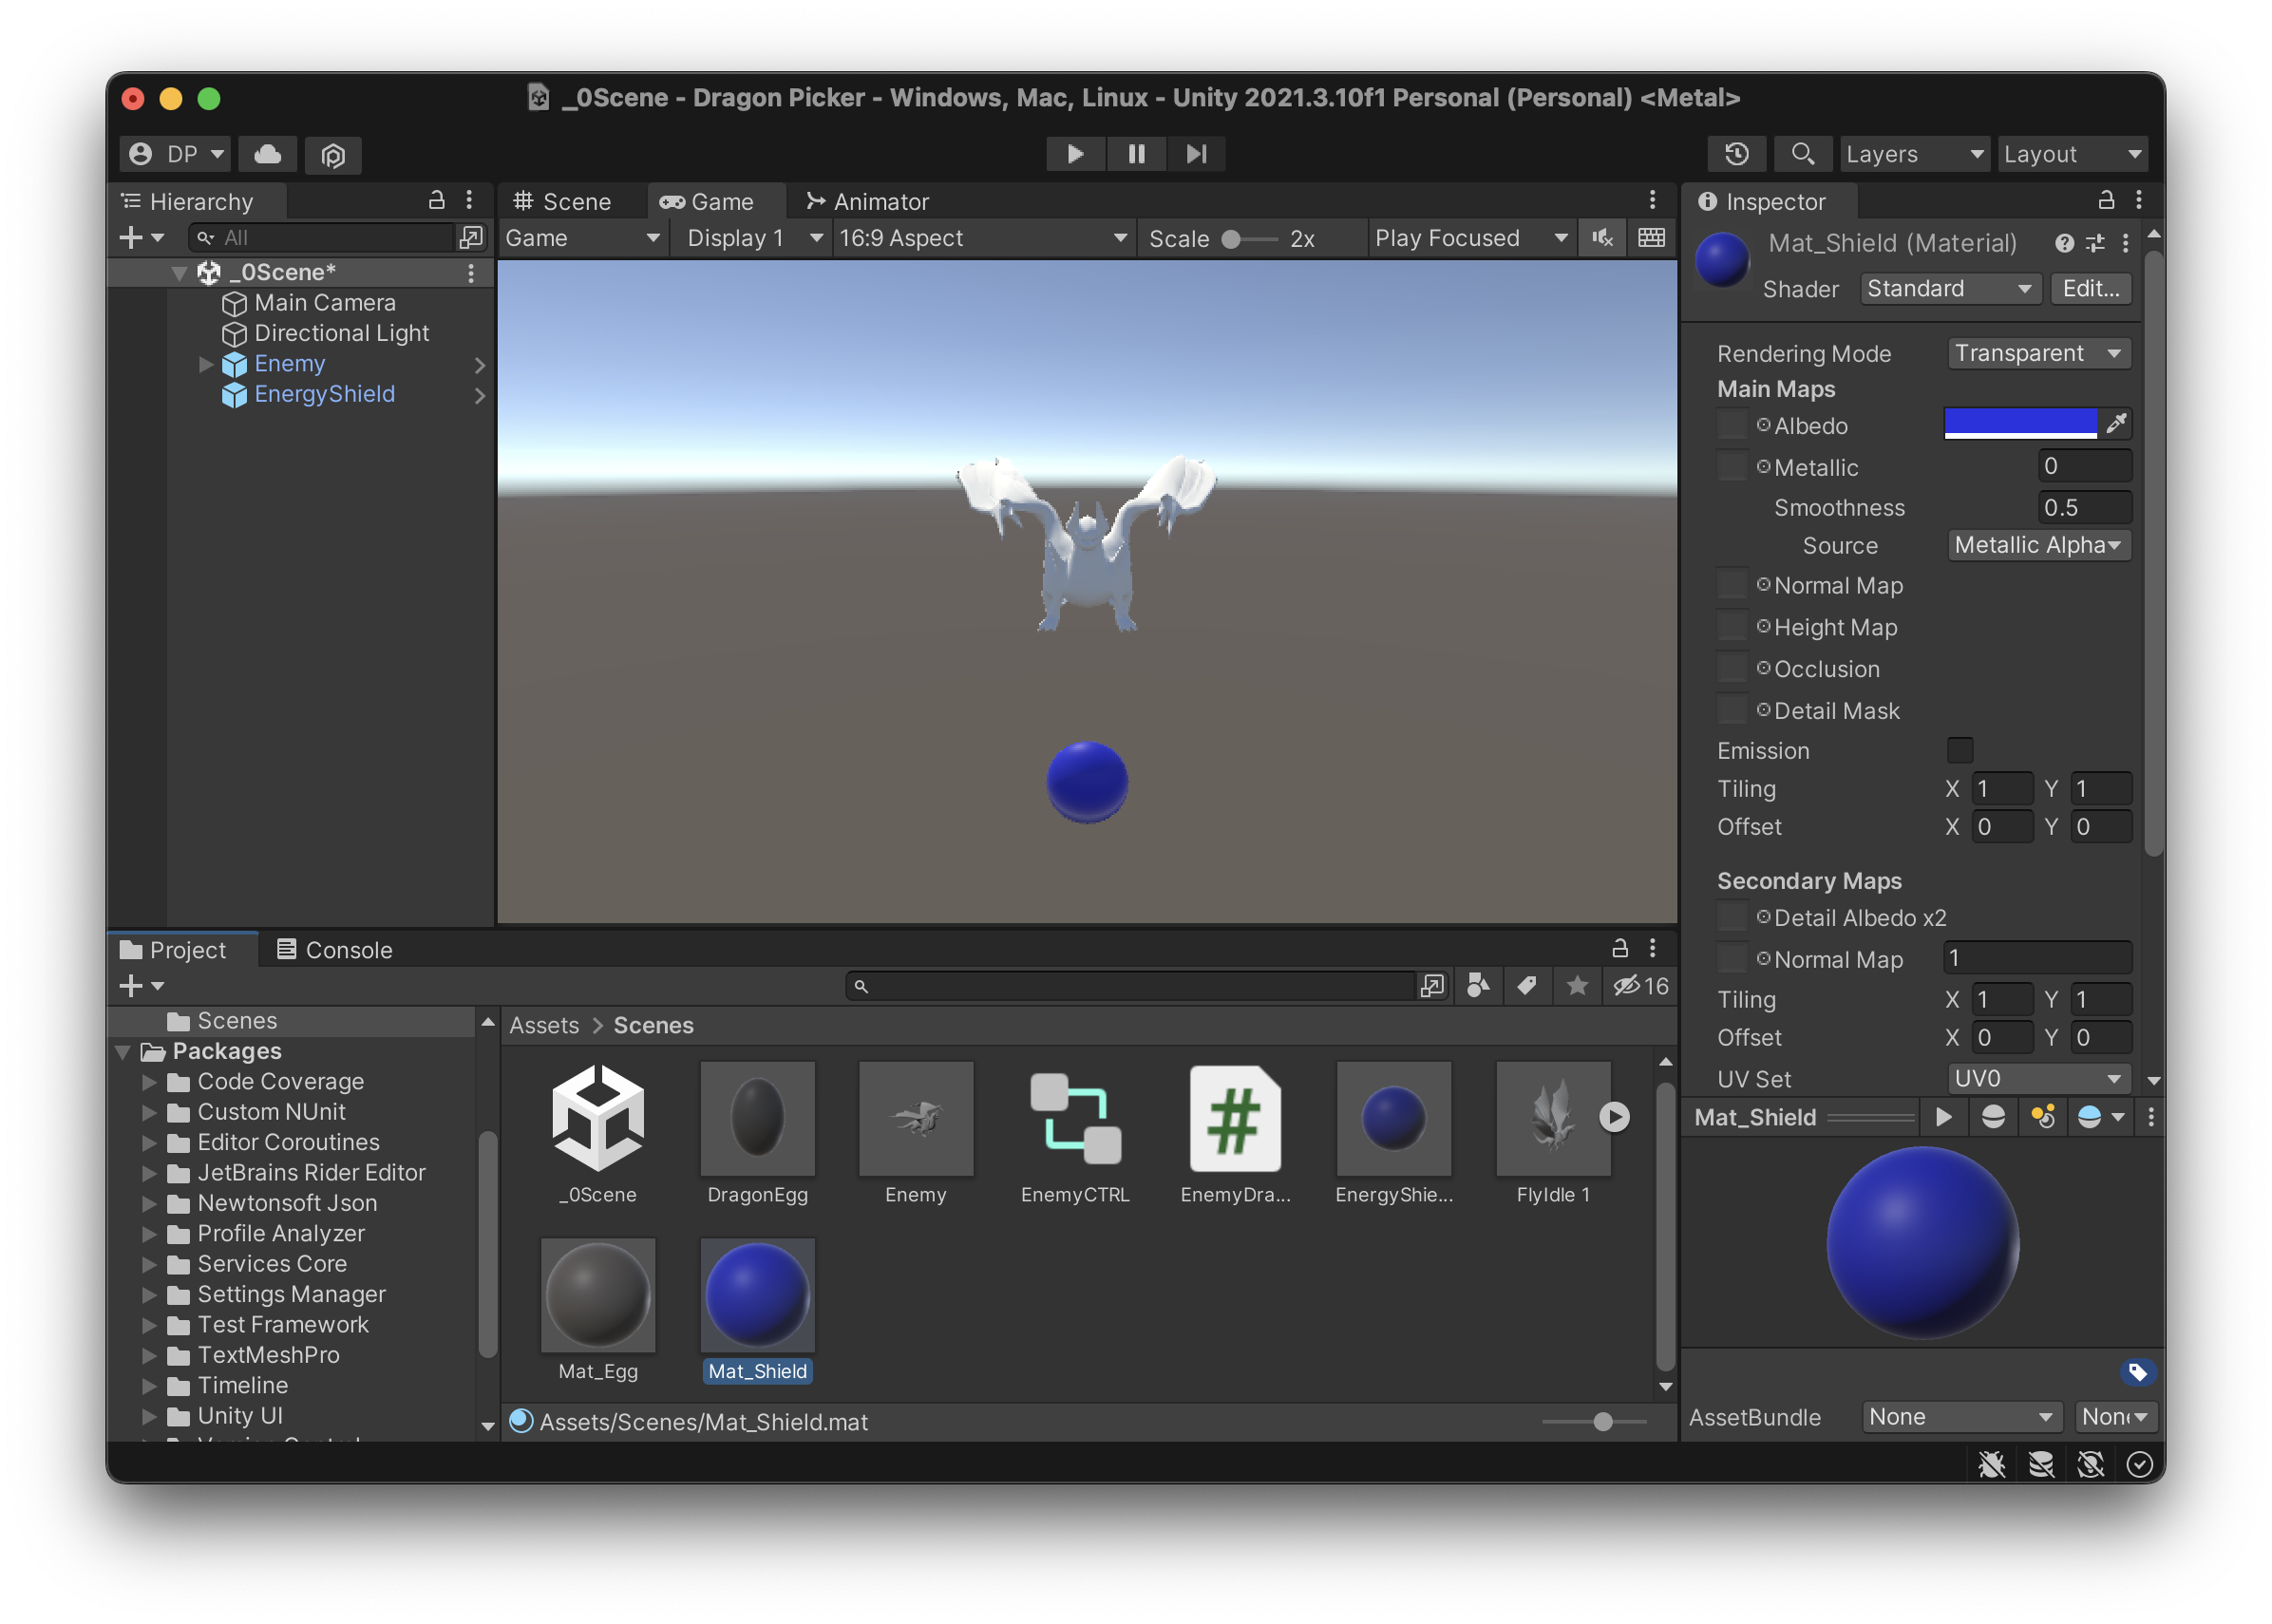 _0Scene - Dragon Picker - Windows, Mac, Linux - Unity 2021.3.10f1 Personal (Personal) <Metal>
DP
Layers
Layout
Hierarchy
All
_0Scene*
Main Camera
Directional Light
Enemy
EnergyShield
Scene
Game
Animator
Game
Display 1
16:9 Aspect
Scale
2x
Play Focused
Inspector
Mat_Shield (Material)
Shader
Standard
Edit...
Rendering Mode
Transparent
Main Maps
Albedo
Metallic
0
Smoothness
0.5
Source
Metallic Alpha
Normal Map
Height Map
Occlusion
Detail Mask
Emission
Tiling
X 1 Y 1
Offset
X 0 Y 0
Secondary Maps
Detail Albedo x2
Normal Map
1
Tiling
X 1 Y 1
Offset
X 0 Y 0
UV Set
UV0
Mat_Shield
AssetBundle
None
Project
Console
16
Scenes
Packages
Code Coverage
Custom NUnit
Editor Coroutines
JetBrains Rider Editor
Newtonsoft Json
Profile Analyzer
Services Core
Settings Manager
Test Framework
TextMeshPro
Timeline
Unity UI
Assets > Scenes
_0Scene
DragonEgg
Enemy
EnemyCTRL
EnemyDra...
EnergyShie...
FlyIdle 1
Mat_Egg
Mat_Shield
Assets/Scenes/Mat_Shield.mat